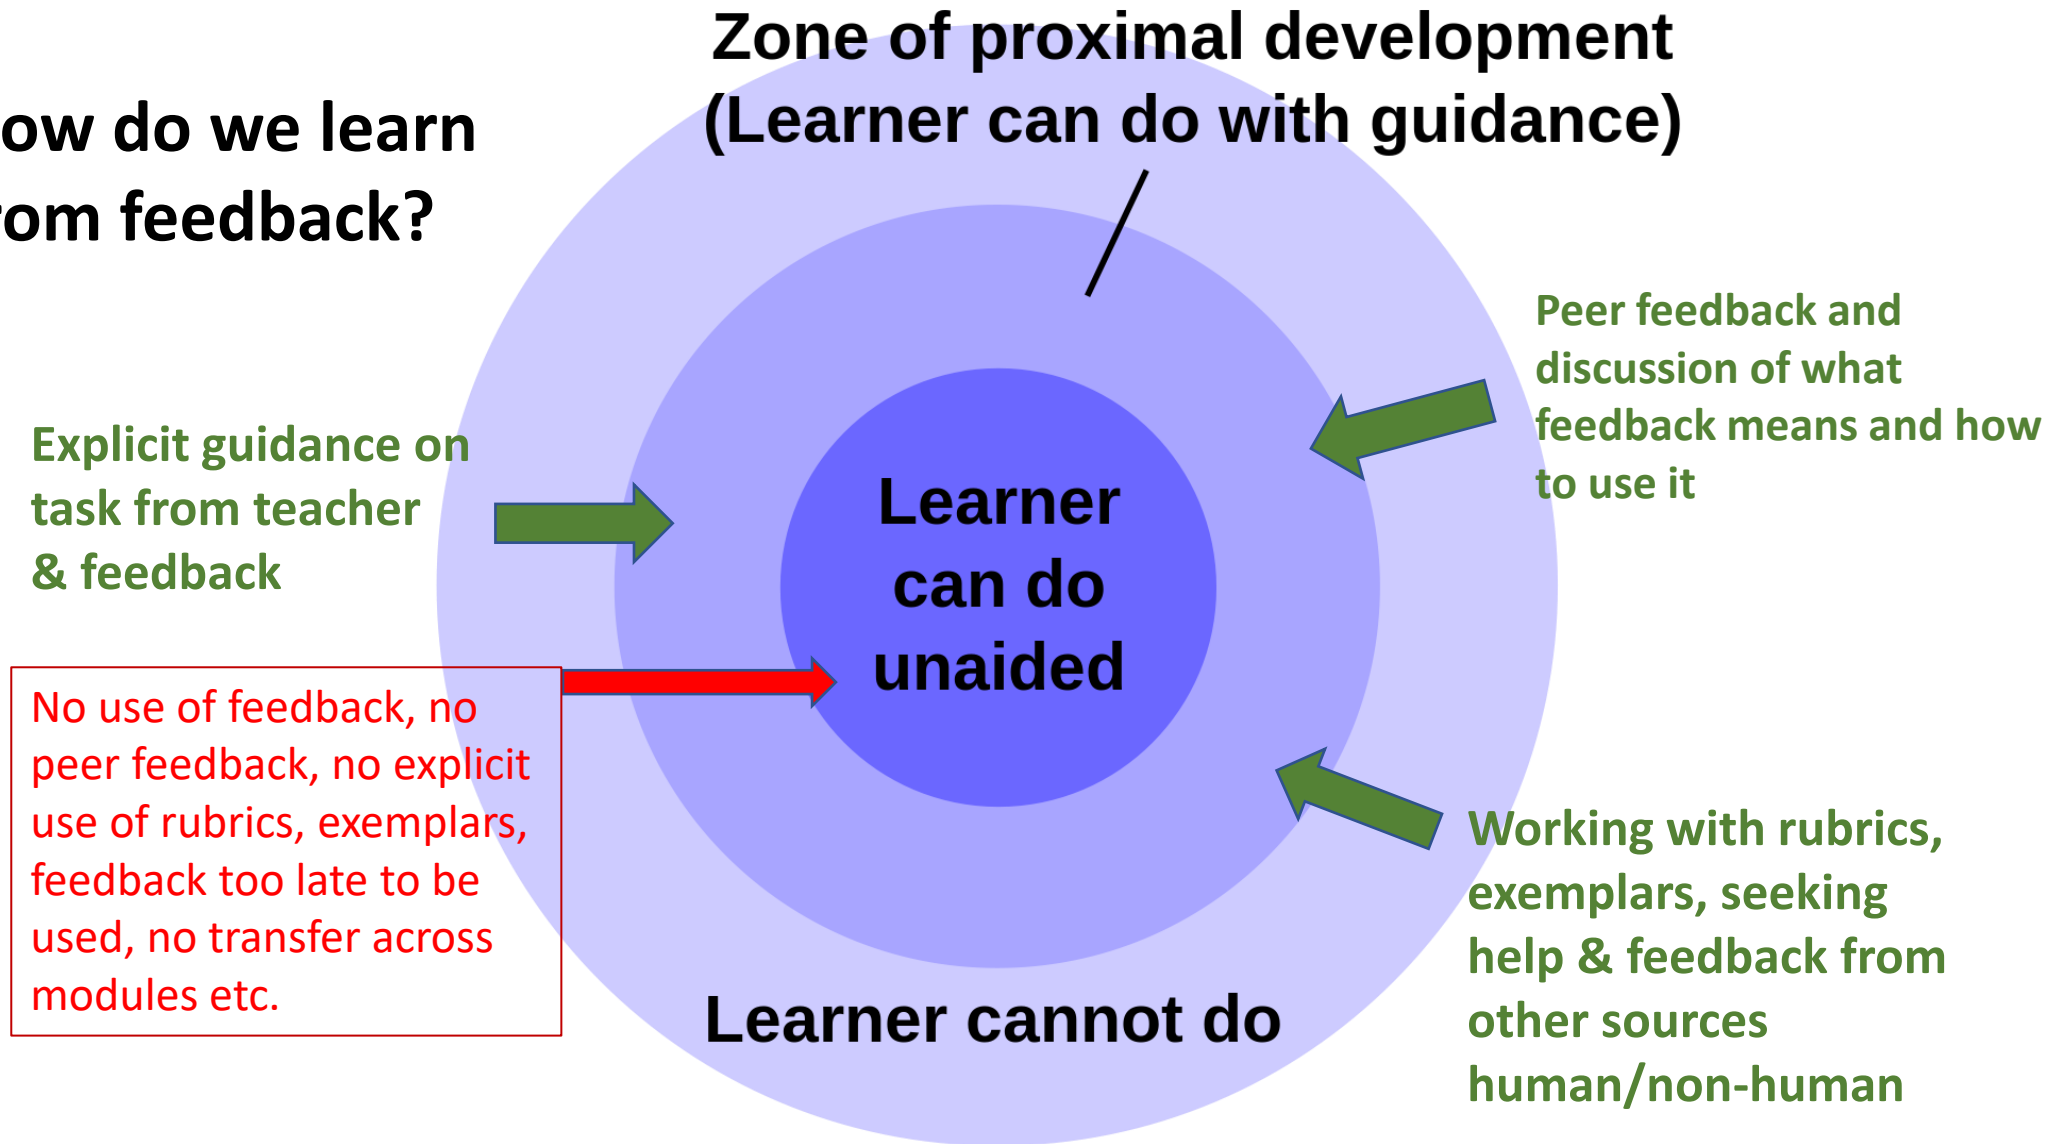 ow do we learn
rom feedback?
Zone of proximal development
(Learner can do with guidance)
Peer feedback and
discussion of what
feedback means and how
to use it
Explicit guidance on
task from teacher
& feedback
Learner
can do
unaided
No use of feedback, no
peer feedback, no explicit
use of rubrics, exemplars,
feedback too late to be
used, no transfer across
modules etc.
Working with rubrics,
exemplars, seeking
help & feedback from
other sources
human/non-human
Learner cannot do